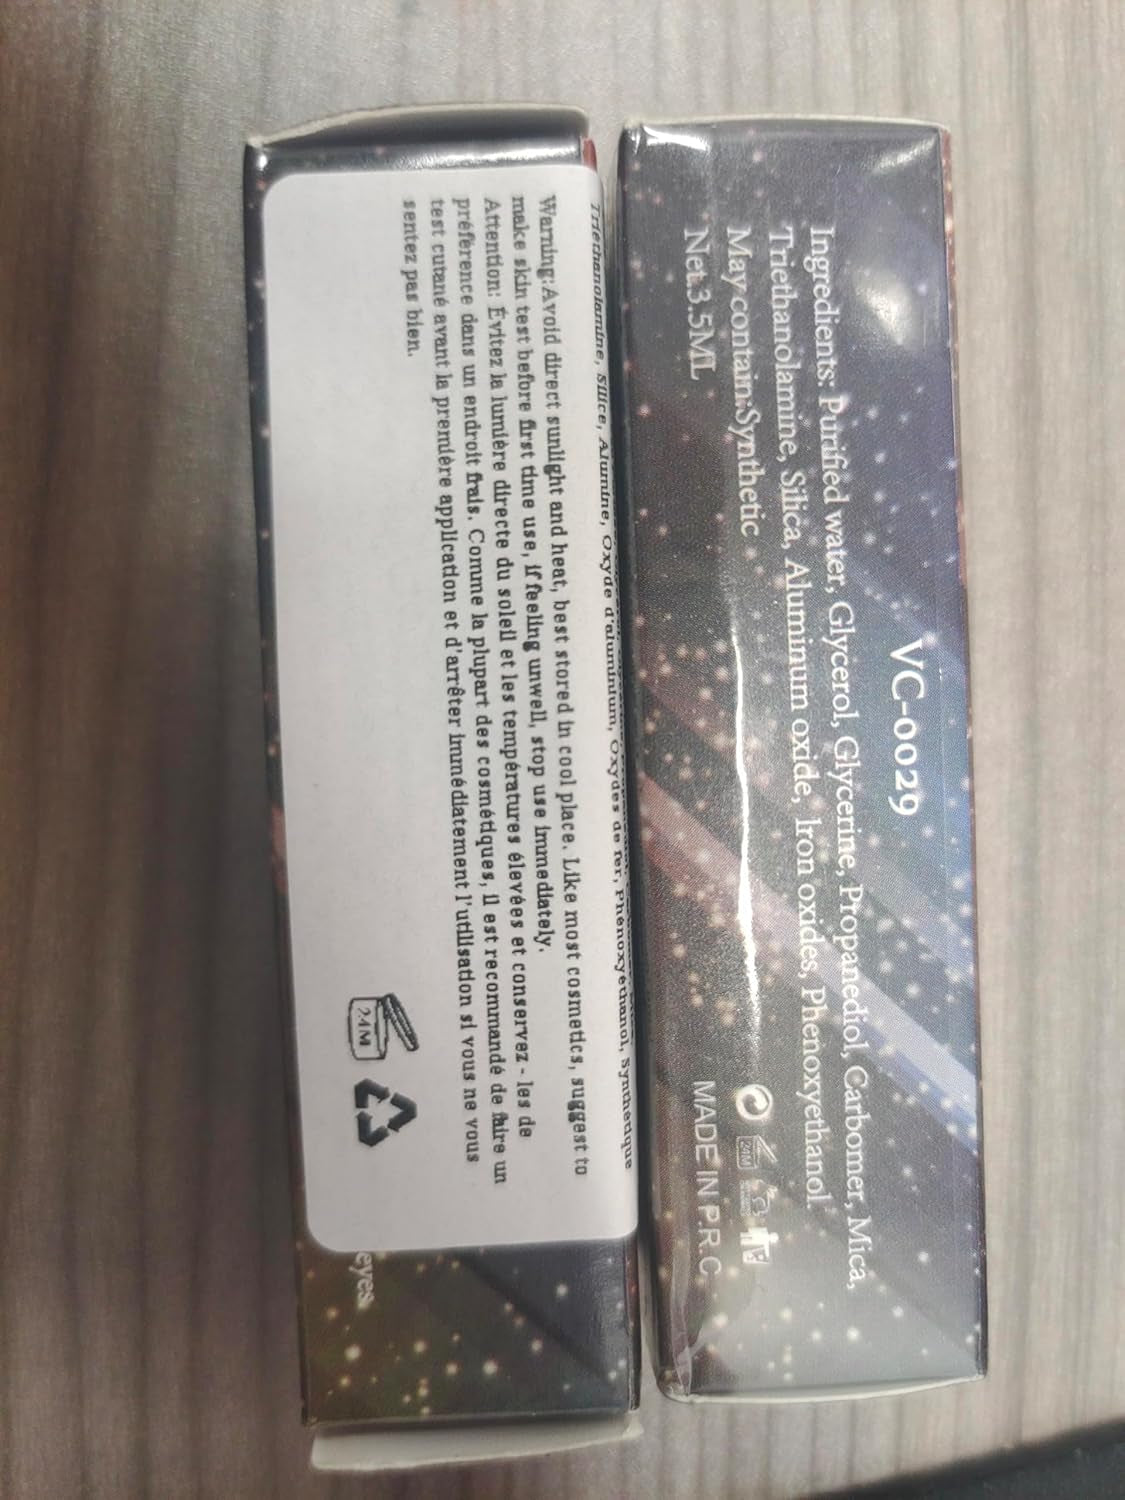 VC-0029
Ingredients: Purified water, Glycerol, Glycerine, Propanediol, Carbomer, Mica,
Triethanolamine, Silica, Aluminum oxide, Iron oxides, Phenoxyethanol.
May contain:Synthetic
Net.3.5ML
24M
MADE IN P.R.C
Triethanolamine, Silice, Alumine, Oxyde d'aluminium, Oxydes de fer, Phénoxyéthanol, Synthétique
Warning:Avoid direct sunlight and heat, best stored in cool place. Like most cosmetics, suggest to
make skin test before first time use, if feeling unwell, stop use immediately.
Attention: Évitez la lumière directe du soleil et les températures élevées et conservez - les de
préférence dans un endroit frais. Comme la plupart des cosmétiques, il est recommandé de faire un
test cutané avant la première application et d'arrêter immédiatement l'utilisation si vous ne vous
sentez pas bien.
24M
eyes